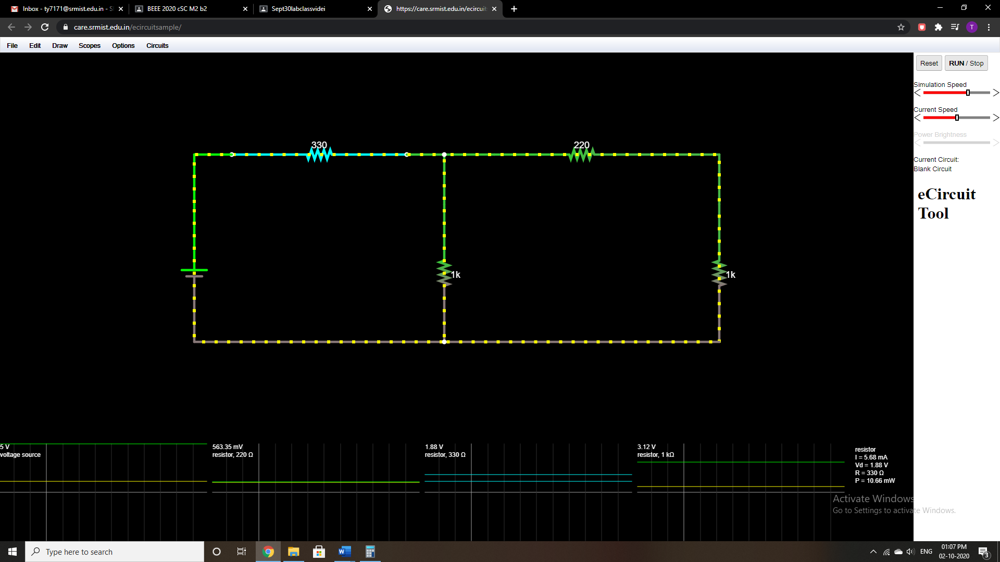 Inbox - ty7171@srmist.edu.in - S
BEEE 2020 cSC M2 b2
Sept30labclassvidei
https://care.srmist.edu.in/ecircuit
care.srmist.edu.in/ecircuitsample/
T
File Edit Draw Scopes Options Circuits
Reset RUN / Stop
Simulation Speed
Current Speed
Power Brightness
Current Circuit:
Blank Circuit
eCircuit
Tool
330
220
1k
1k
5 V
voltage source
563.35 mV
resistor, 220 Ω
1.88 V
resistor, 330 Ω
3.12 V
resistor, 1 kΩ
resistor
I = 5.68 mA
Vd = 1.88 V
R = 330 Ω
P = 10.66 mW
Activate Windows
Go to Settings to activate Windows.
Type here to search
ENG
01:07 PM
02-10-2020
3